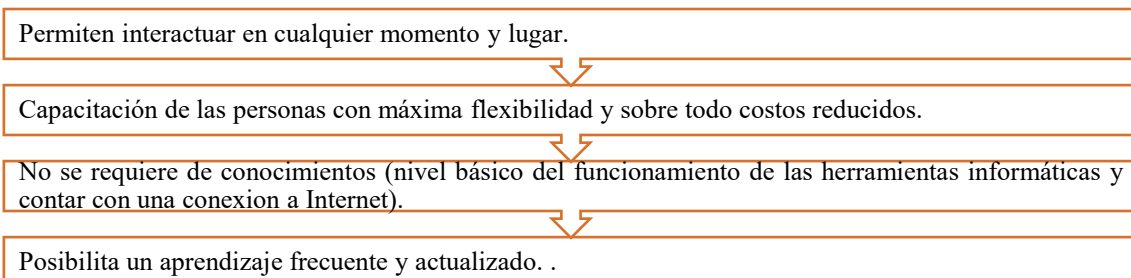 Permiten interactuar en cualquier momento y lugar.
Capacitación de las personas con máxima flexibilidad y sobre todo costos reducidos.
No se requiere de conocimientos (nivel básico del funcionamiento de las herramientas informáticas y
contar con una conexion a Internet).
Posibilita un aprendizaje frecuente y actualizado. .